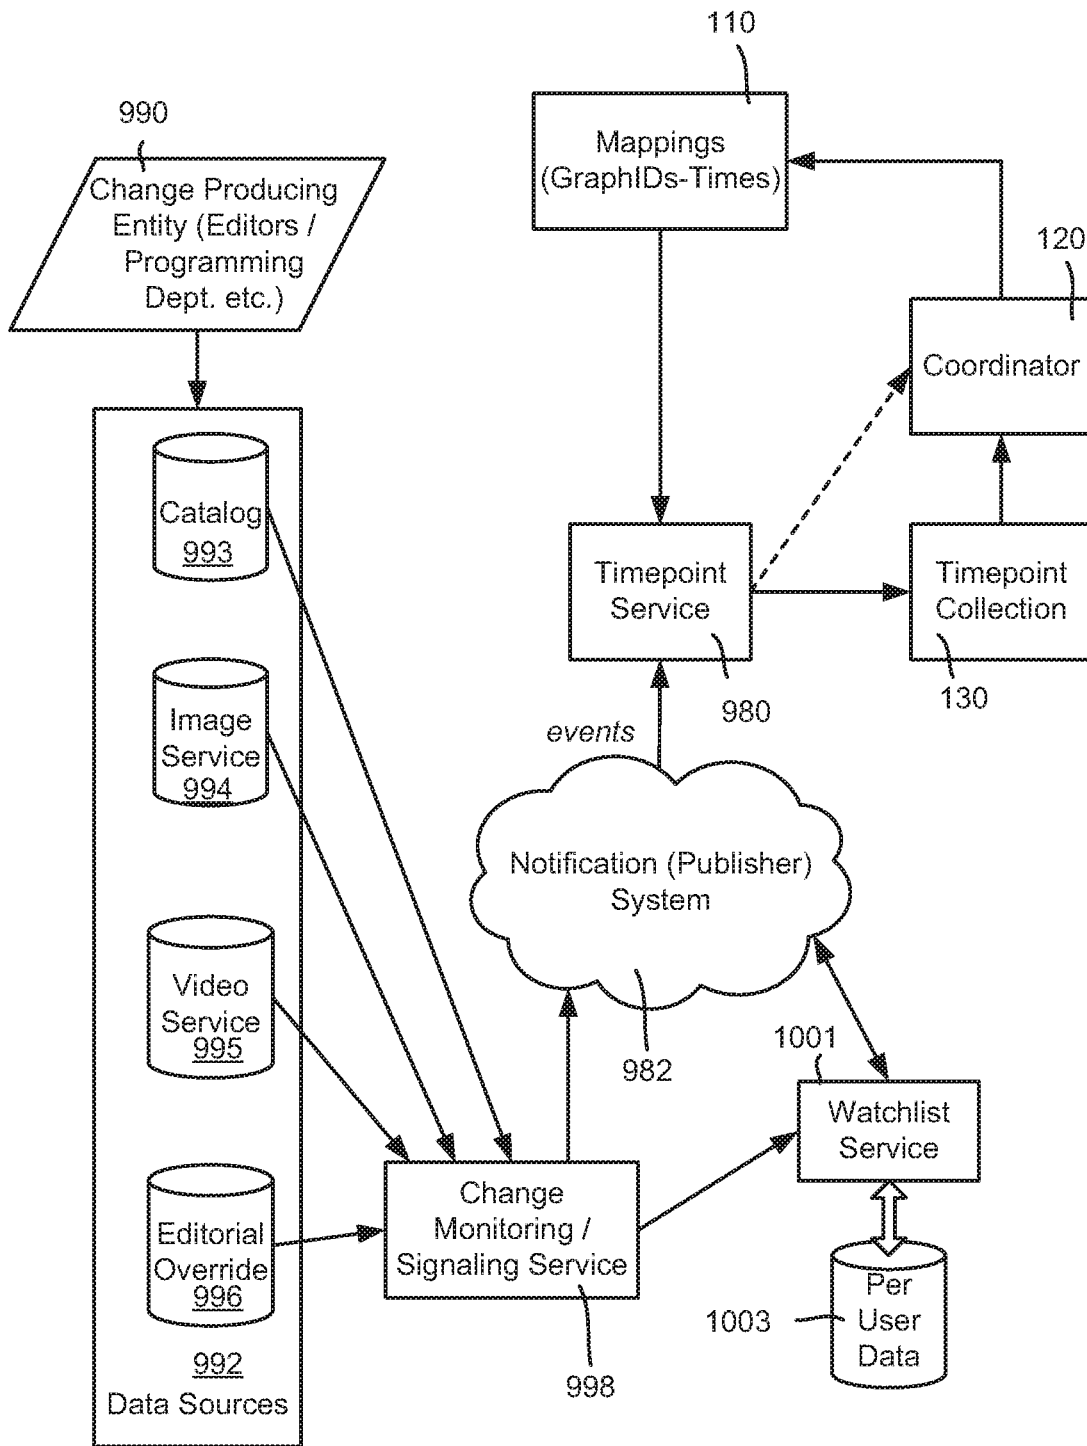 110
990
Mappings
(GraphIDs-Times)
Change Producing
Entity (Editors /
Programming
Dept. etc.)
120
Coordinator
Catalog
993
Timepoint
Service
Timepoint
Collection
980
130
Image
Service
994
events
Notification (Publisher)
System
Video
Service
995
982
1001
Watchlist
Service
Change
Monitoring /
Signaling Service
Editorial
Override
996
Per
User
Data
1003
998
992
Data Sources